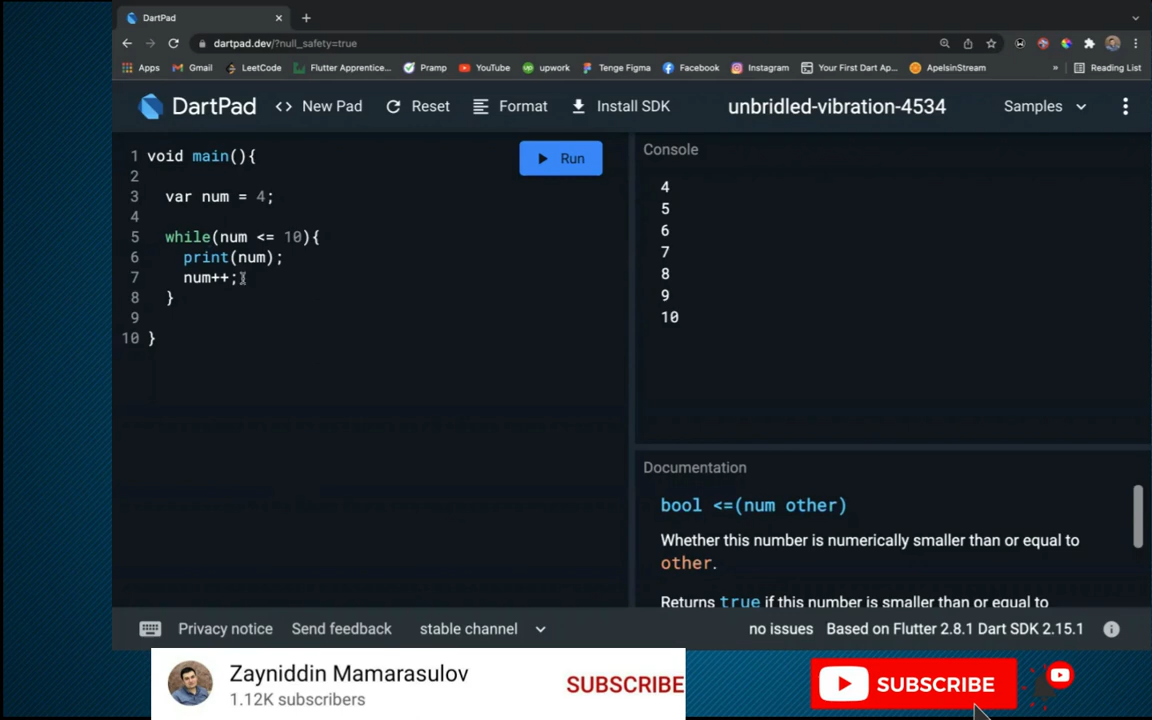 DartPad
dartpad.dev/?null_safety=true
Apps Gmail LeetCode Flutter Apprentice... Pramp YouTube upwork Tenge Figma Facebook Instagram Your First Dart Ap... ApelsinStream » Reading List
DartPad <> New Pad Reset Format Install SDK unbridled-vibration-4534 Samples
1 void main(){
2
3 var num = 4;
4
5 while(num <= 10){
6 print(num);
7 num++;
8 }
9
10 }
Run
Console
4
5
6
7
8
9
10
Documentation
bool <=(num other)
Whether this number is numerically smaller than or equal to
other.
Returns true if this number is smaller than or equal to
Privacy notice Send feedback stable channel no issues Based on Flutter 2.8.1 Dart SDK 2.15.1
Zayniddin Mamarasulov
1.12K subscribers
SUBSCRIBE
SUBSCRIBE